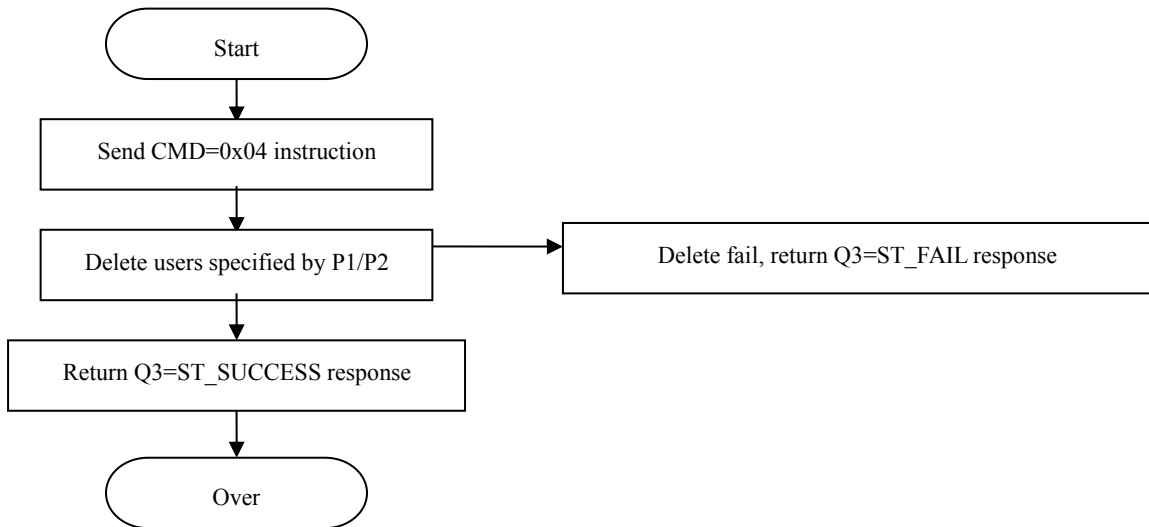 Start
Send CMD=0x04 instruction
Delete users specified by P1/P2
Delete fail, return Q3=ST_FAIL response
Return Q3=ST_SUCCESS response
Over